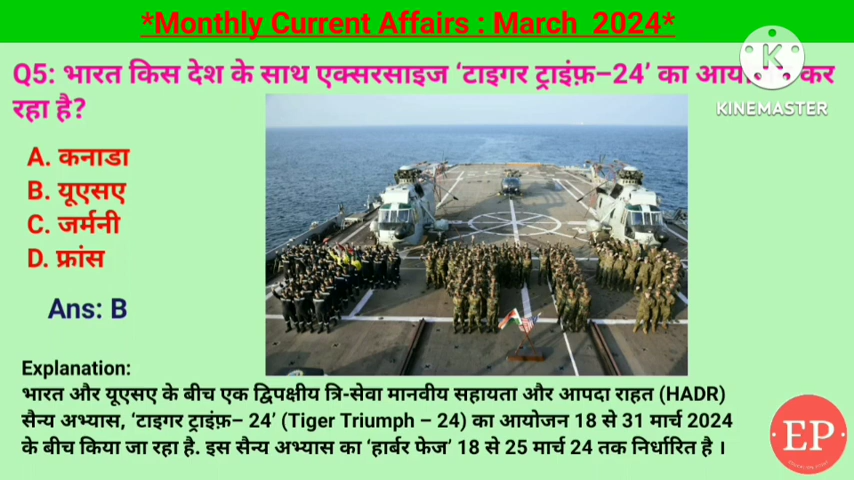 *Monthly Current Affairs : March 2024*
Q5: भारत किस देश के साथ एक्सरसाइज ‘टाइगर ट्राइंफ़–24’ का कर
रहा है?
KINEMASTER
A. कनाडा
B. यूएसए
C. जर्मनी
D. फ्रांस
Ans: B
Explanation:
भारत और यूएसए के बीच एक द्विपक्षीय त्रि-सेवा मानवीय सहायता और आपदा राहत (HADR)
सैन्य अभ्यास, ‘टाइगर ट्राइंफ़– 24’ (Tiger Triumph – 24) का आयोजन 18 से 31 मार्च 2024
के बीच किया जा रहा है. इस सैन्य अभ्यास का ‘हार्बर फेज’ 18 से 25 मार्च 24 तक निर्धारित है ।
EP